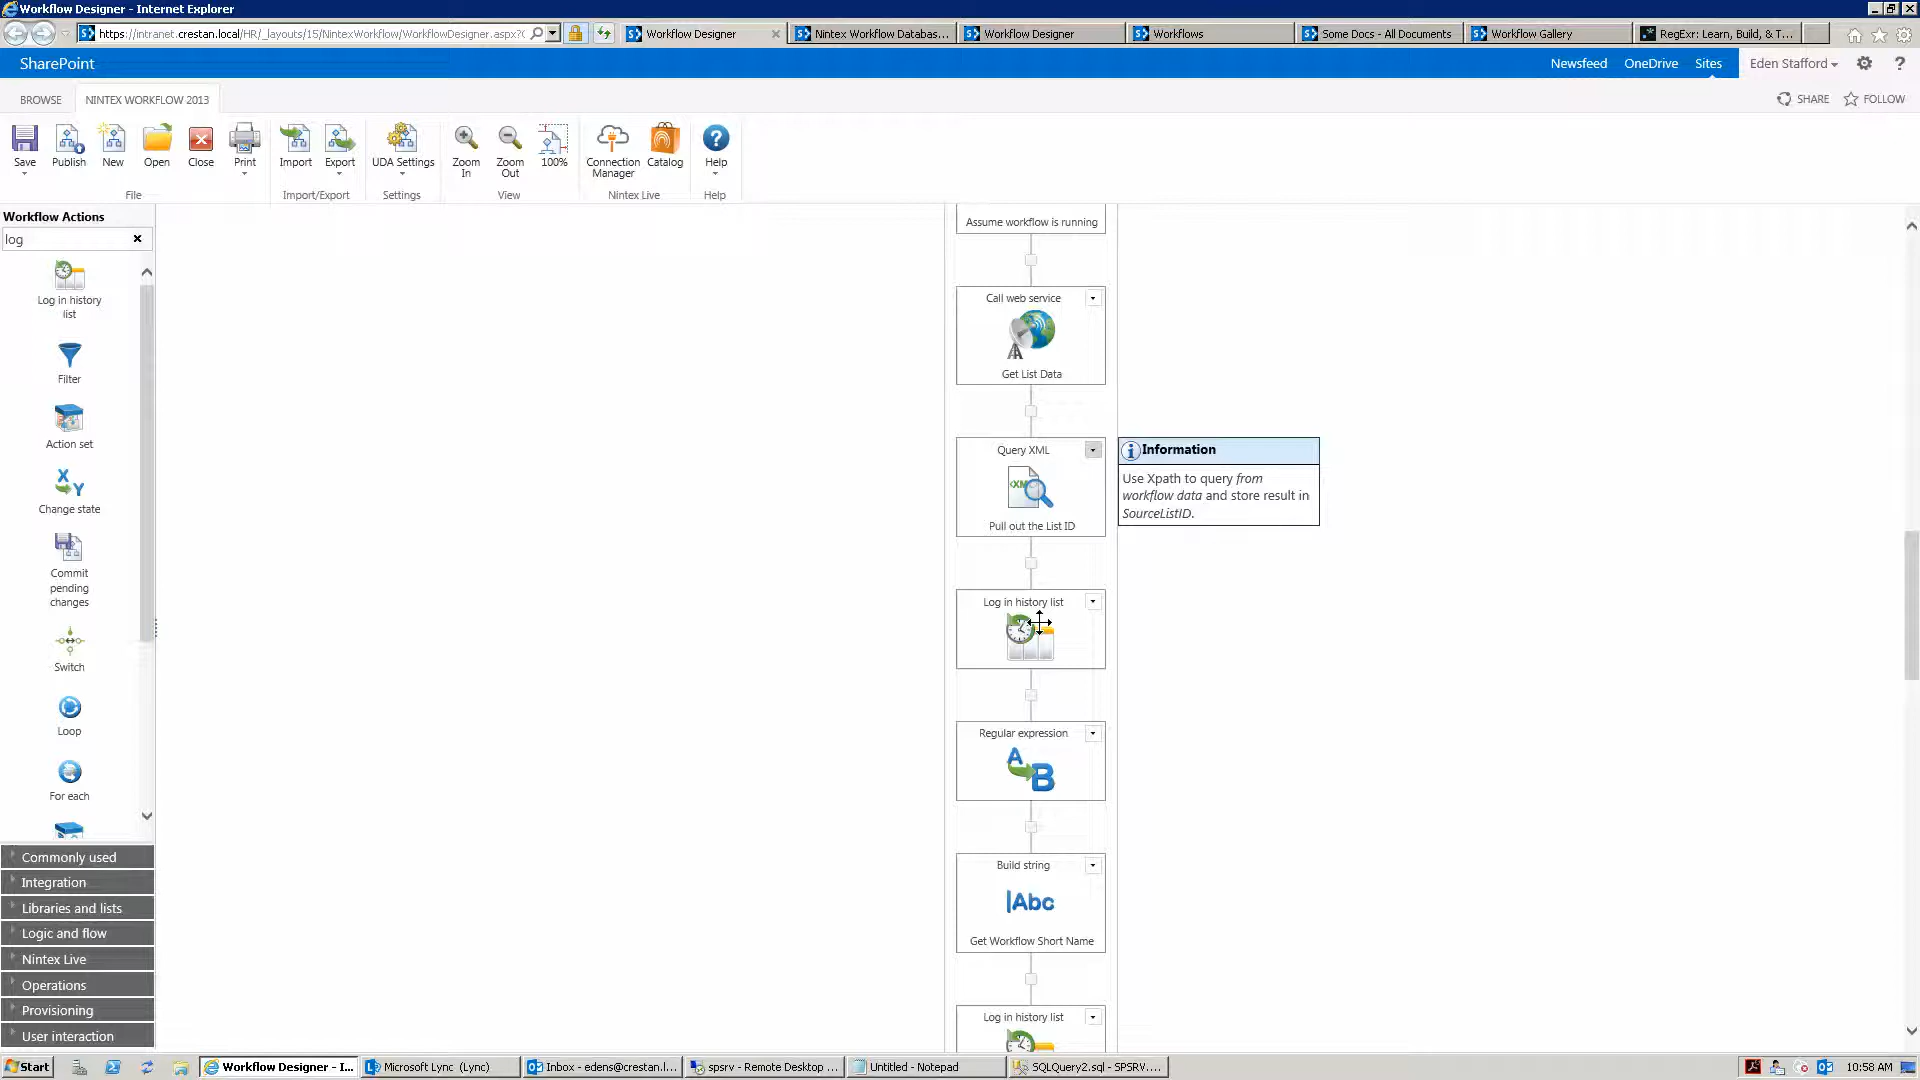 Workflow Designer - Internet Explorer
https://intranet.crestan.local/HR/_layouts/15/NintexWorkflow/WorkflowDesigner.aspx?
Workflow Designer
Nintex Workflow Databas...
Workflow Designer
Workflows
Some Docs - All Documents
Workflow Gallery
RegExr: Learn, Build, & T...
SharePoint
Newsfeed
OneDrive
Sites
Eden Stafford
?
BROWSE
NINTEX WORKFLOW 2013
SHARE
FOLLOW
Save
Publish
New
Open
Close
Print
Import
Export
UDA Settings
Zoom
In
Zoom
Out
100%
Connection
Manager
Catalog
Help
File
Import/Export
Settings
View
Nintex Live
Help
Workflow Actions
log
Log in history
list
Filter
Action set
Change state
Commit
pending
changes
Switch
Loop
For each
Commonly used
Integration
Libraries and lists
Logic and flow
Nintex Live
Operations
Provisioning
User interaction
Assume workflow is running
Call web service
Get List Data
Query XML
Pull out the List ID
Information
Use Xpath to query from
workflow data and store result in
SourceListID.
Log in history list
Regular expression
A
B
Build string
Abc
Get Workflow Short Name
Log in history list
Start
Workflow Designer - I...
Microsoft Lync (Lync)
Inbox - edens@crestan.l...
spsrv - Remote Desktop ...
Untitled - Notepad
SQLQuery2.sql - SPSRV....
10:58 AM